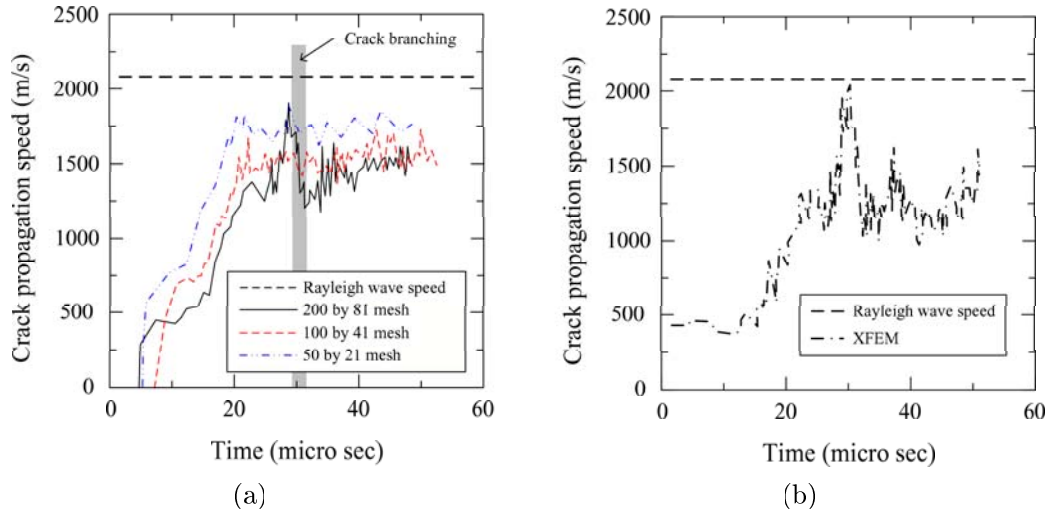 2500
2000
1500
1000
500
0
0
20
40
60
Crack propagation speed (m/s)
Time (micro sec)
Crack branching
Rayleigh wave speed
200 by 81 mesh
100 by 41 mesh
50 by 21 mesh
(a)
2500
2000
1500
1000
500
0
0
20
40
60
Crack propagation speed (m/s)
Time (micro sec)
Rayleigh wave speed
XFEM
(b)